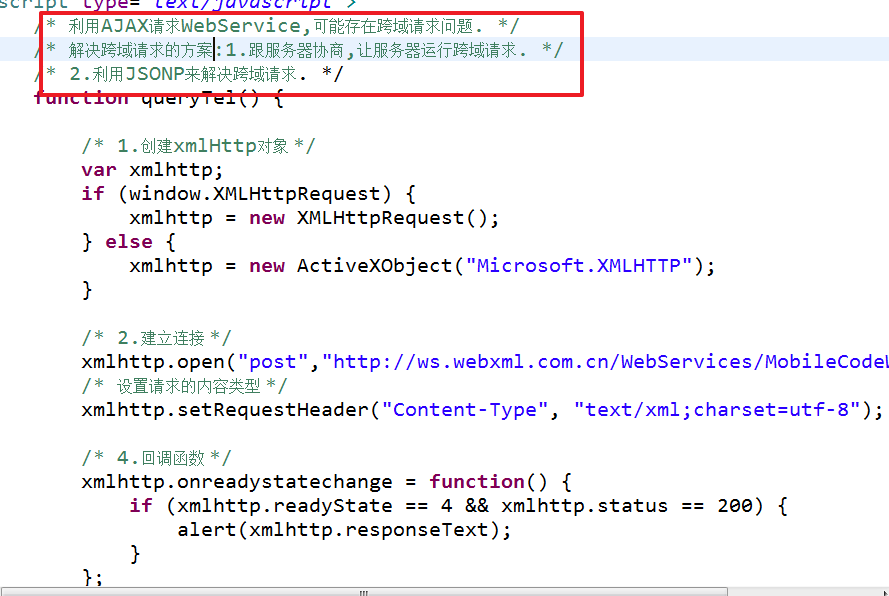 script type="text/javascript">
/* 利用AJAX请求WebService,可能存在跨域请求问题. */
/* 解决跨域请求的方案:1.跟服务器协商,让服务器运行跨域请求. */
/* 2.利用JSONP来解决跨域请求. */
function queryTel() {
/* 1.创建xmlHttp对象 */
var xmlhttp;
if (window.XMLHttpRequest) {
xmlhttp = new XMLHttpRequest();
} else {
xmlhttp = new ActiveXObject("Microsoft.XMLHTTP");
}
/* 2.建立连接 */
xmlhttp.open("post","http://ws.webxml.com.cn/WebServices/MobileCodeW
/* 设置请求的内容类型 */
xmlhttp.setRequestHeader("Content-Type", "text/xml;charset=utf-8");
/* 4.回调函数 */
xmlhttp.onreadystatechange = function() {
if (xmlhttp.readyState == 4 && xmlhttp.status == 200) {
alert(xmlhttp.responseText);
}
};